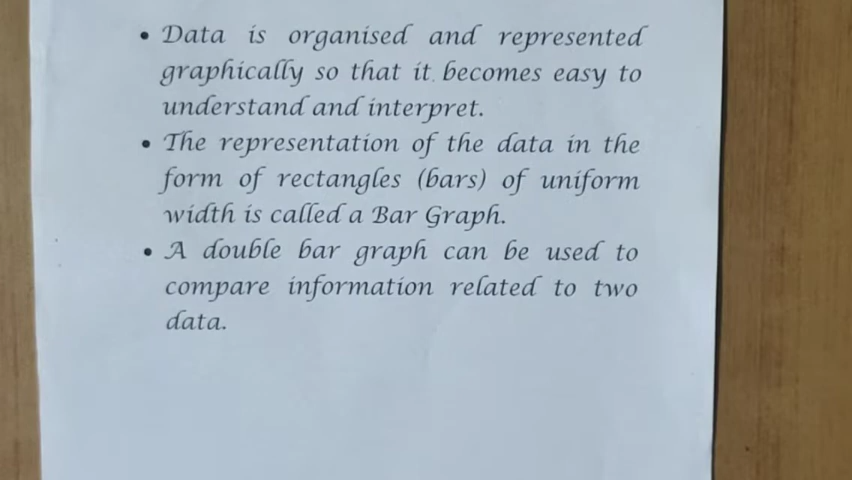 • Data is organised and represented
graphically so that it becomes easy to
understand and interpret.
• The representation of the data in the
form of rectangles (bars) of uniform
width is called a Bar Graph.
• A double bar graph can be used to
compare information related to two
data.